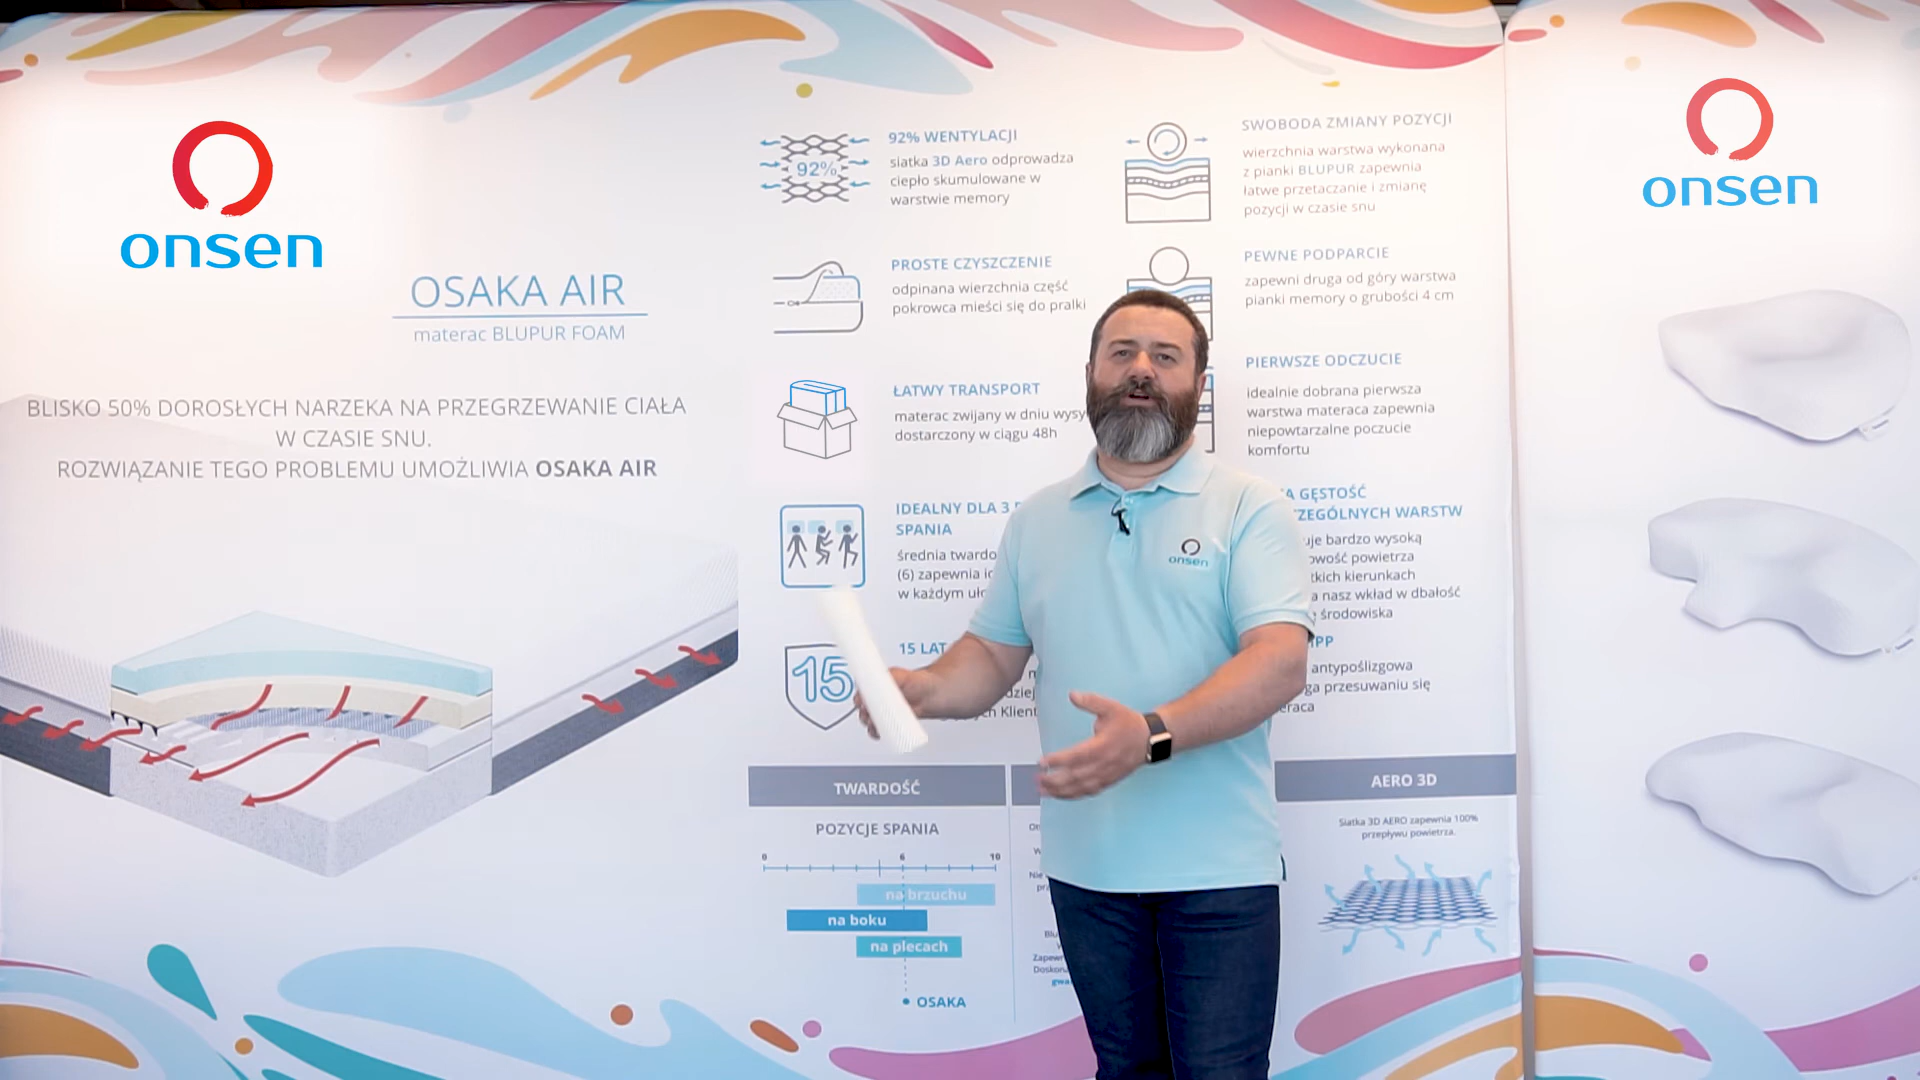 onsen
OSAKA AIR
materac BLUPUR FOAM
BLISKO 50% DOROSŁYCH NARZEKA NA PRZEGRZEWANIE CIAŁA
W CZASIE SNU.
ROZWIĄZANIE TEGO PROBLEMU UMOŻLIWIA OSAKA AIR
92%
92% WENTYLACJI
siatka 3D Aero odprowadza
ciepło skumulowane w
warstwie memory
PROSTE CZYSZCZENIE
odpinana wierzchnia część
pokrowca mieści się do pralki
ŁATWY TRANSPORT
materac zwijany w dniu wysy
dostarczony w ciągu 48h
IDEALNY DLA 3
SPANIA
średnia twardo
(6) zapewnia
w każdym
15
15 LAT
Klient
SWOBODA ZMIANY POZYCJI
wierzchnia warstwa wykonana
z pianki BLUPUR zapewnia
łatwe przetaczanie i zmianę
pozycji w czasie snu
PEWNE PODPARCIE
zapewni druga od góry warstwa
pianki memory o grubości 4 cm
PIERWSZE ODCZUCIE
idealnie dobrana pierwsza
warstwa materaca zapewnia
niepowtarzalne poczucie
komfortu
A GĘSTOŚĆ
ZEGÓLNYCH WARSTW
uje bardzo wysoką
owość powietrza
tkich kierunkach
a nasz wkład w dbałość
środowiska
IPP
antypoślizgowa
ga przesuwaniu się
eraca
onsen
TWARDOŚĆ
POZYCJE SPANIA
0 6 10
na brzuchu
na boku
na plecach
OSAKA
AERO 3D
Siatka 3D AERO zapewnia 100%
przepływu powietrza.
onsen